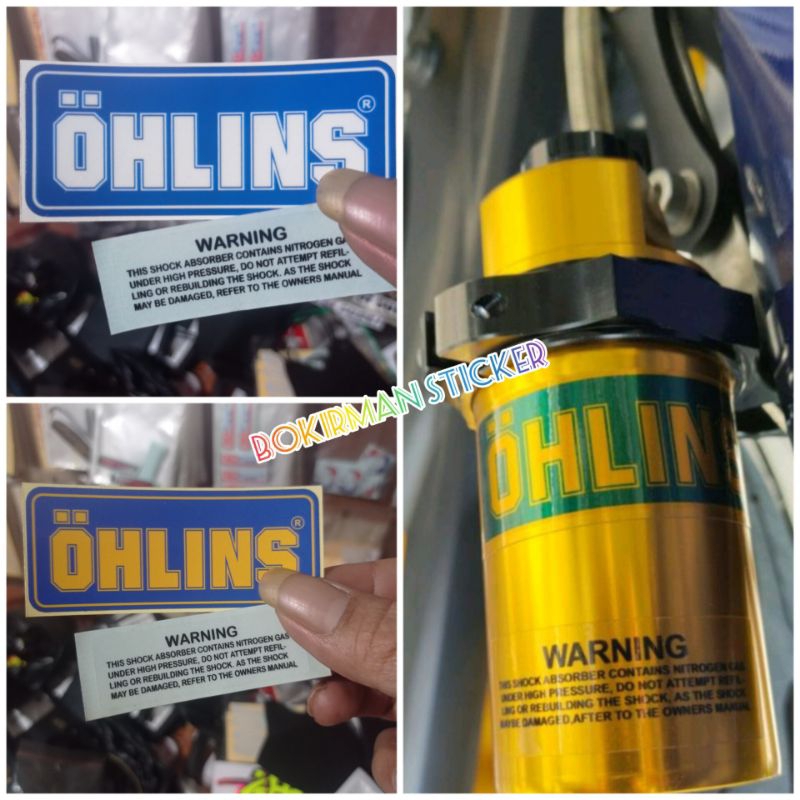 ÖHLINS®
WARNING
THIS SHOCK ABSORBER CONTAINS NITROGEN GAS
UNDER HIGH PRESSURE, DO NOT ATTEMPT REFIL-
LING OR REBUILDING THE SHOCK. AS THE SHOCK
MAY BE DAMAGED, REFER TO THE OWNERS MANUAL
BOKIRMAN STICKER
ÖHLINS®
WARNING
THIS SHOCK ABSORBER CONTAINS NITROGEN GAS
UNDER HIGH PRESSURE, DO NOT ATTEMPT REFIL-
LING OR REBUILDING THE SHOCK. AS THE SHOCK
MAY BE DAMAGED, REFER TO THE OWNERS MANUAL
ÖHLINS
WARNING
THIS SHOCK ABSORBER CONTAINS NITROGEN GAS
UNDER HIGH PRESSURE, DO NOT ATTEMPT REFIL-
LING OR REBUILDING THE SHOCK, AS THE SHOCK
MAYBE DAMAGED,AFTER TO THE OWNERS MANUAL